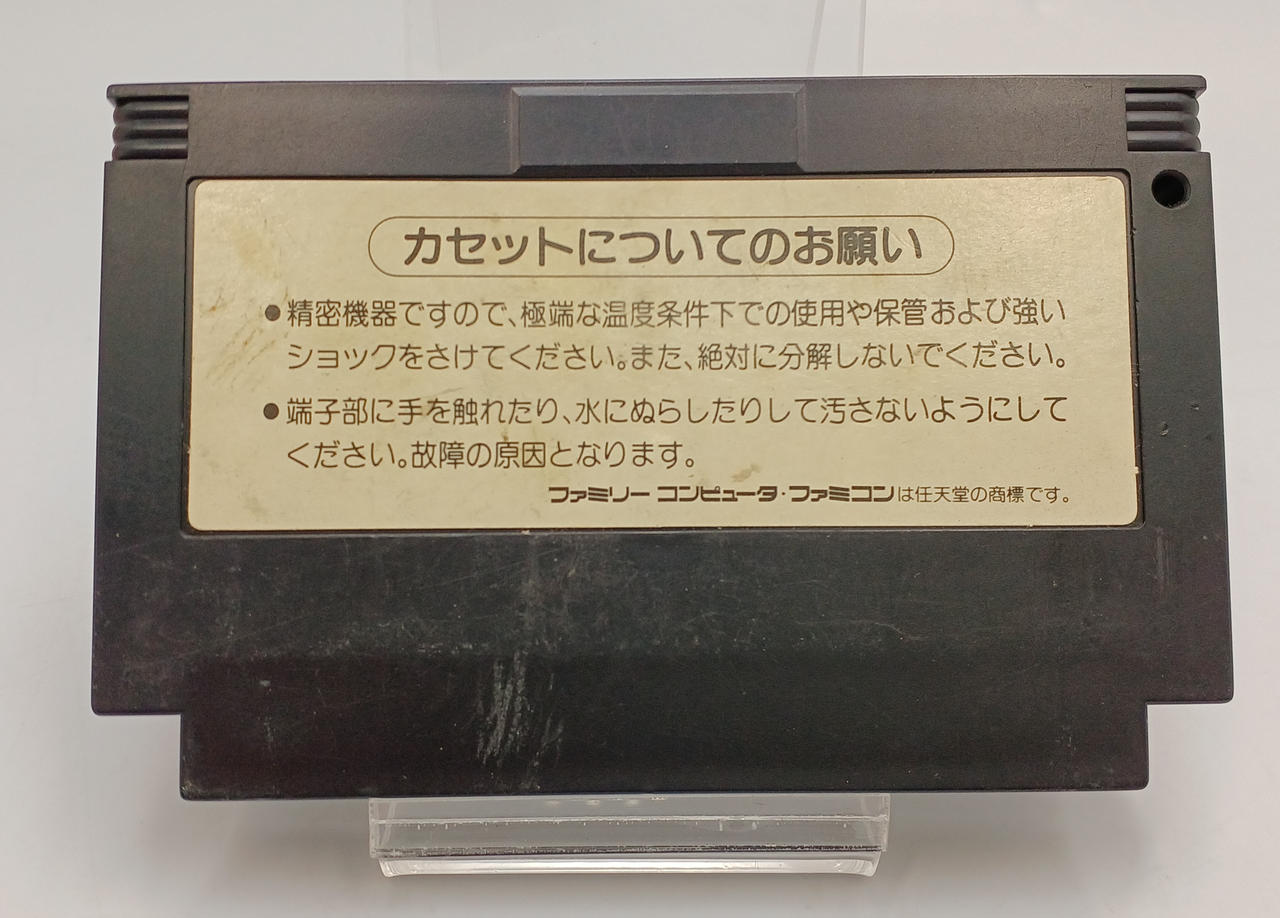 カセットについてのお願い
●精密機器ですので、極端な温度条件下での使用や保管および強い
ショックをさけてください。また、絶対に分解しないでください。
●端子部に手を触れたり、水にぬらしたりして汚さないようにして
ください。故障の原因となります。
ファミリー コンピュータ・ファミコンは任天堂の商標です。